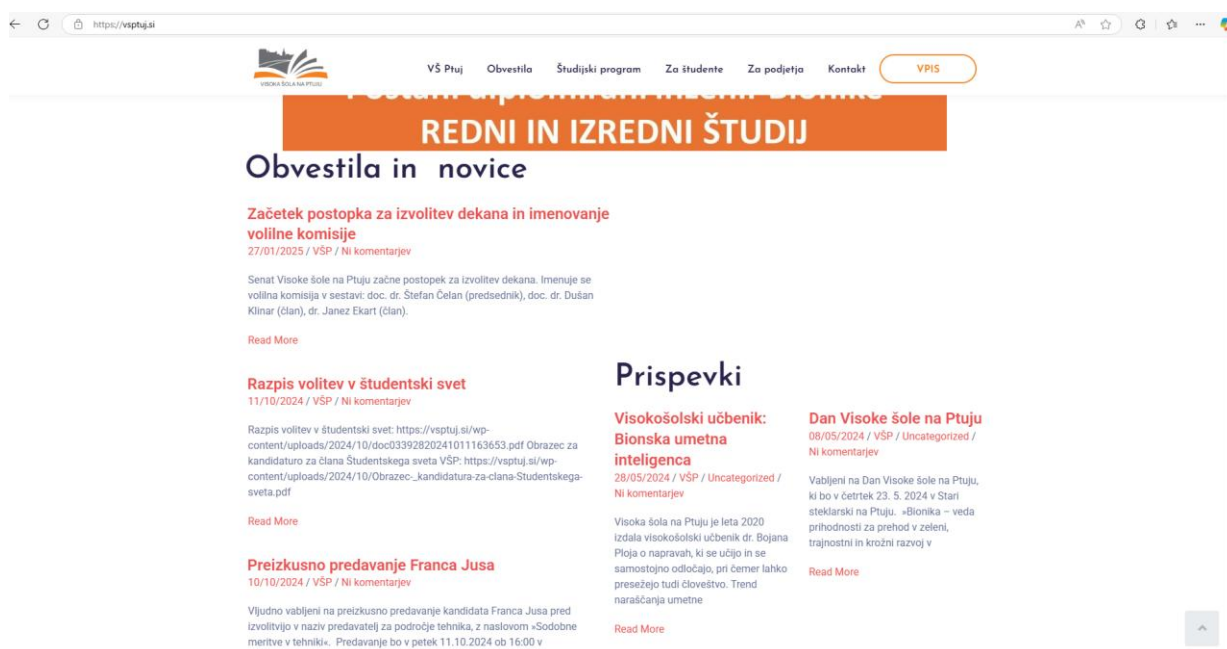 https://vsptuj.si
VISOKA ŠOLA NA PTUJU
VŠ Ptuj
Obvestila
Študijski program
Za študente
Za podjetja
Kontakt
VPIS
REDNI IN IZREDNI ŠTUDIJ
Obvestila in novice
Začetek postopka za izvolitev dekana in imenovanje
volilne komisije
27/01/2025 / VŠP / Ni komentarjev
Senat Visoke šole na Ptuju začne postopek za izvolitev dekana. Imenuje se
volilna komisija v sestavi: doc. dr. Štefan Čelan (predsednik), doc. dr. Dušan
Klinar (član), dr. Janez Ekart (član).
Read More
Razpis volitev v študentski svet
11/10/2024 / VŠP / Ni komentarjev
Razpis volitev v študentski svet: https://vsptuj.si/wp-
content/uploads/2024/10/doc03392820241011163653.pdf Obrazec za
kandidaturo za člana Študentskega sveta VŠP: https://vsptuj.si/wp-
content/uploads/2024/10/Obrazec-_kandidatura-za-clana-Studentskega-
sveta.pdf
Read More
Preizkusno predavanje Franca Jusa
10/10/2024 / VŠP / Ni komentarjev
Vljudno vabljeni na preizkusno predavanje kandidata Franca Jusa pred
izvolitvijo v naziv predavatelj za področje tehnika, z naslovom »Sodobne
meritve v tehniki«. Predavanje bo v petek 11.10.2024 ob 16:00 v
Prispevki
Visokošolski učbenik:
Bionska umetna
inteligenca
28/05/2024 / VŠP / Uncategorized /
Ni komentarjev
Visoka šola na Ptuju je leta 2020
izdala visokošolski učbenik dr. Bojana
Ploja o napravah, ki se učijo in se
samostojno odločajo, pri čemer lahko
presežejo tudi človeštvo. Trend
naraščanja umetne
Read More
Dan Visoke šole na Ptuju
08/05/2024 / VŠP / Uncategorized /
Ni komentarjev
Vabljeni na Dan Visoke šole na Ptuju,
ki bo v četrtek 23. 5. 2024 v Stari
steklarski na Ptuju. »Bionika – veda
prihodnosti za prehod v zeleni,
trajnostni in krožni razvoj v
Read More